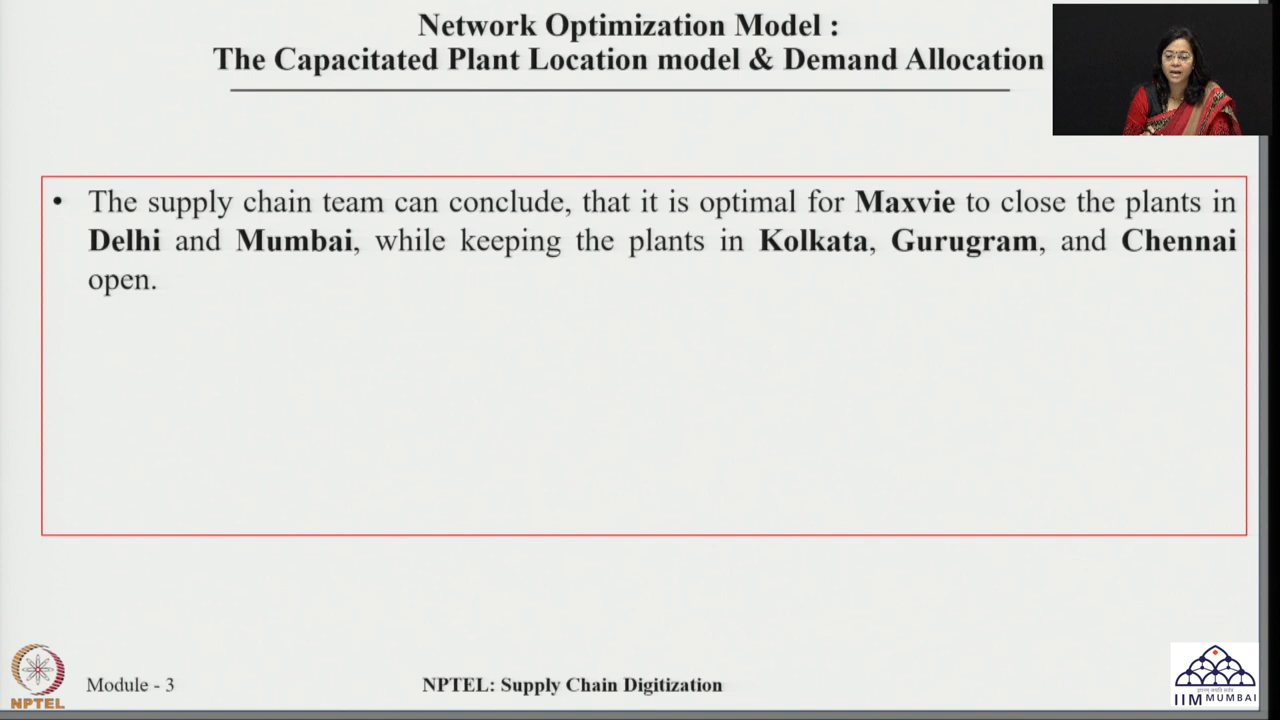 Network Optimization Model :
The Capacitated Plant Location model & Demand Allocation
• The supply chain team can conclude, that it is optimal for Maxvie to close the plants in
Delhi and Mumbai, while keeping the plants in Kolkata, Gurugram, and Chennai
open.
NPTEL
Module - 3
NPTEL: Supply Chain Digitization
IIM MUMBAI